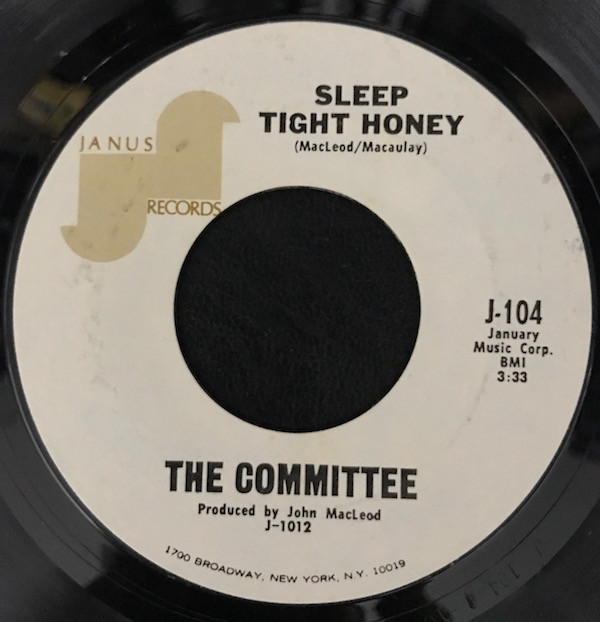 SLEEP
TIGHT HONEY
(MacLeod/Macaulay)
JANUS
RECORDS
J-104
January
Music Corp.
BMI
3:33
THE COMMITTEE
Produced by John MacLeod
J-1012
1700 BROADWAY, NEW YORK, N.Y. 10019